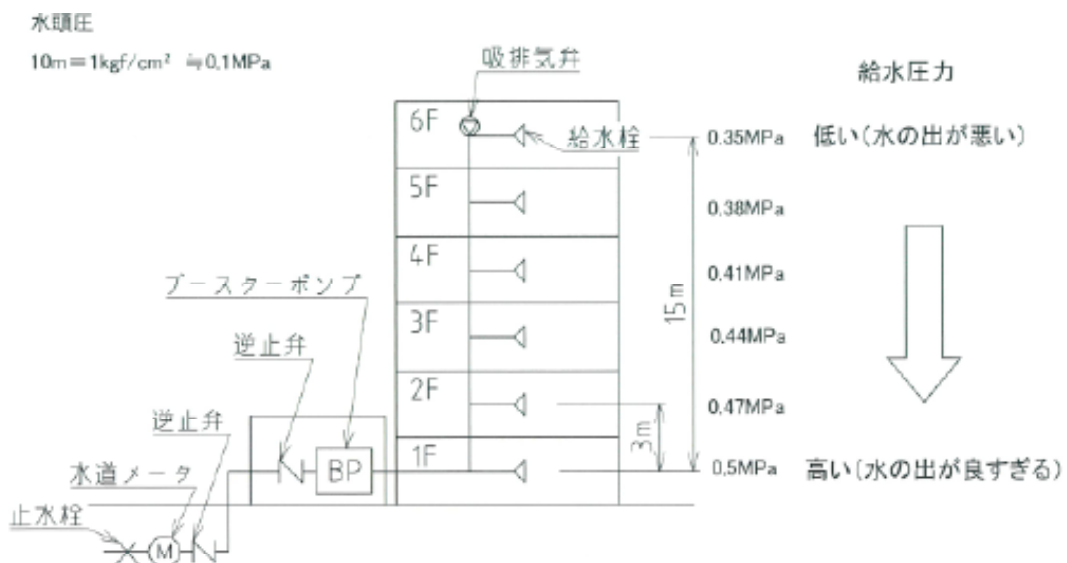 水頭圧
10m=1kgf/cm² ≒0.1MPa
吸排気弁
給水圧力
6F
給水栓
0.35MPa
低い(水の出が悪い)
5F
0.38MPa
4F
0.41MPa
ブースターポンプ
15m
3F
0.44MPa
逆止弁
2F
0.47MPa
3m
逆止弁
1F
BP
0.5MPa
高い(水の出が良すぎる)
水道メータ
止水栓
M